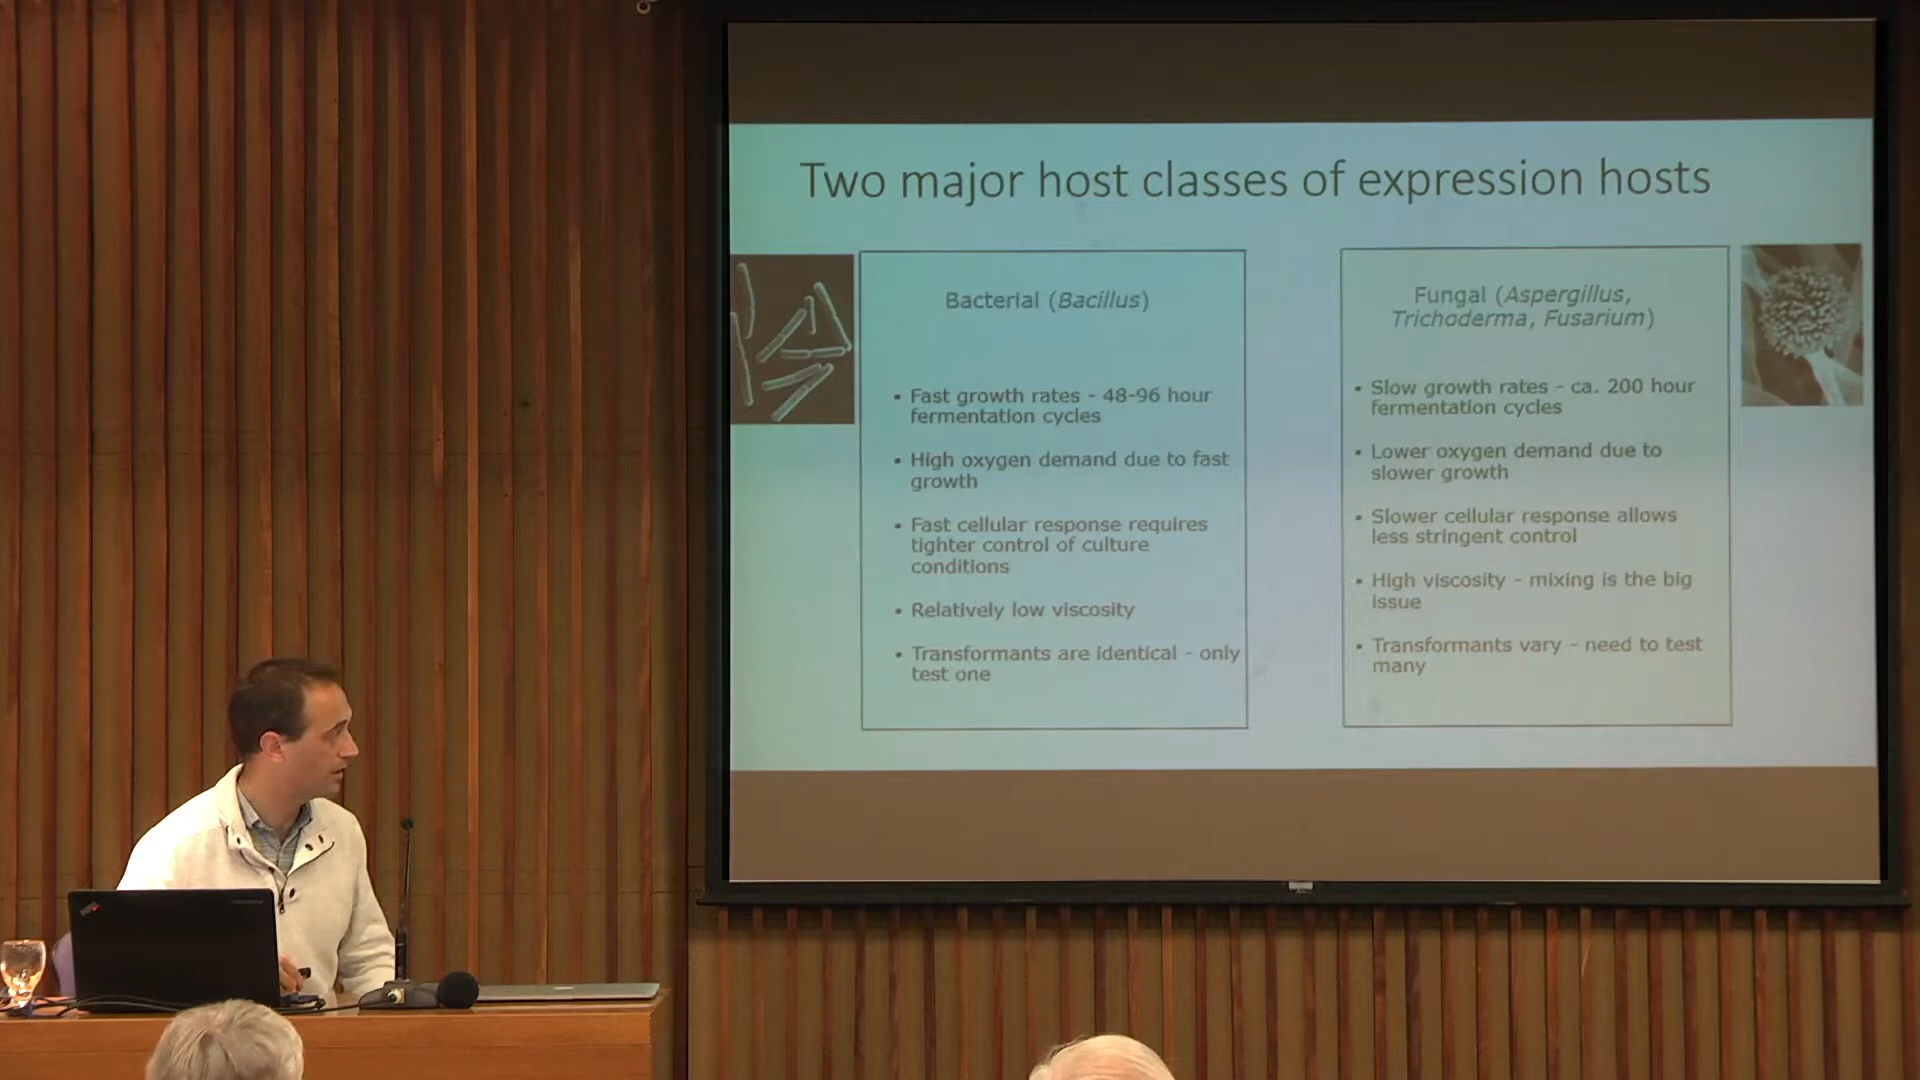 Two major host classes of expression hosts
Bacterial (Bacillus)
• Fast growth rates - 48-96 hour
fermentation cycles
• High oxygen demand due to fast
growth
• Fast cellular response requires
tighter control of culture
conditions
• Relatively low viscosity
• Transformants are identical - only
test one
Fungal (Aspergillus,
Trichoderma, Fusarium)
• Slow growth rates - ca. 200 hour
fermentation cycles
• Lower oxygen demand due to
slower growth
• Slower cellular response allows
less stringent control
• High viscosity - mixing is the big
issue
• Transformants vary - need to test
many